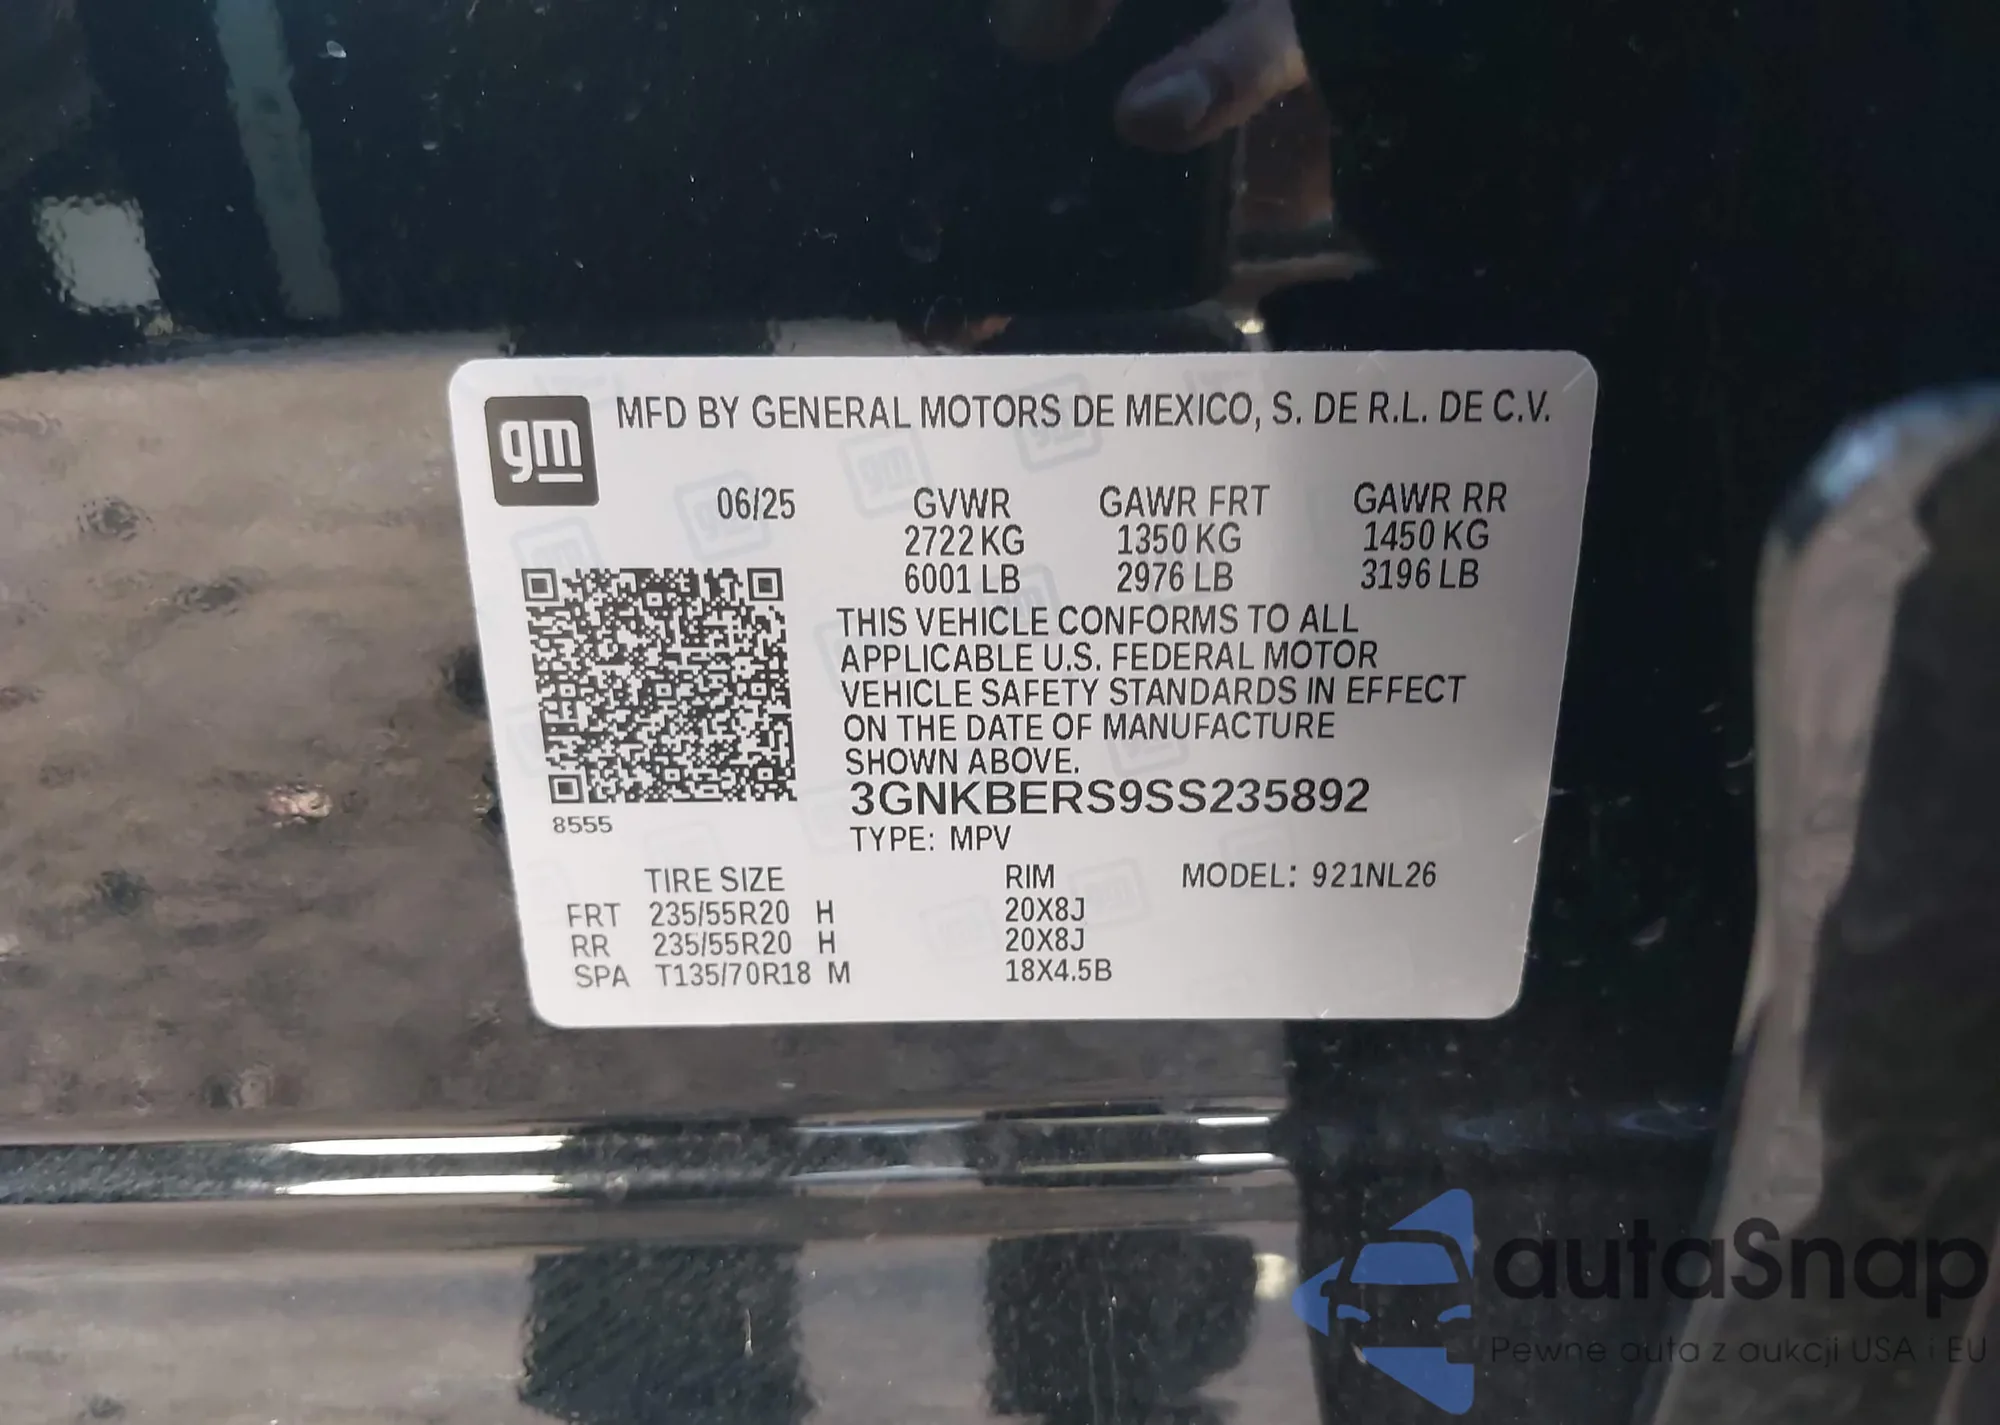 gm
MFD BY GENERAL MOTORS DE MEXICO, S. DE R.L. DE C.V.
06/25 GVWR GAWR FRT GAWR RR
2722 KG 1350 KG 1450 KG
6001 LB 2976 LB 3196 LB
THIS VEHICLE CONFORMS TO ALL
APPLICABLE U.S. FEDERAL MOTOR
VEHICLE SAFETY STANDARDS IN EFFECT
ON THE DATE OF MANUFACTURE
SHOWN ABOVE.
3GNKBERS9SS235892
8555
TYPE: MPV
TIRE SIZE RIM MODEL: 921NL26
FRT 235/55R20 H 20X8J
RR 235/55R20 H 20X8J
SPA T135/70R18 M 18X4.5B
autaSnap
Pewne auta z aukcji USA i EU